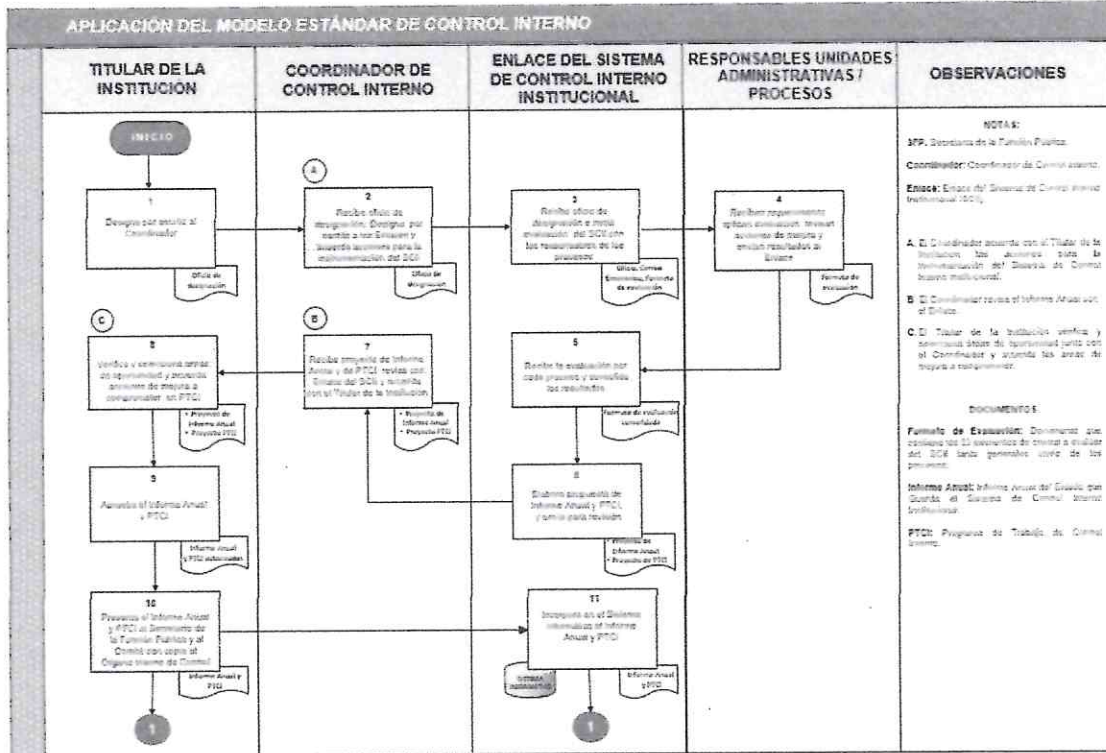 APLICACIÓN DEL MODELO ESTÁNDAR DE CONTROL INTERNO
TITULAR DE LA
INSTITUCIÓN
COORDINADOR DE
CONTROL INTERNO
ENLACE DEL SISTEMA
DE CONTROL INTERNO
INSTITUCIONAL
RESPONSABLES UNIDADES
ADMINISTRATIVAS /
PROCESOS
OBSERVACIONES
INICIO
1
Designa por escrito al
Coordinador
Oficio de
designación
A
2
Recibe oficio de
designación. Designa por
escrito a los Enlaces y
acuerda acciones para la
instrumentación del SCII
Oficio de
designación
3
Recibe oficio de
designación e inicia
evaluación del SCII con
los responsables de los
procesos
Oficio, Correo
Electrónico, Formato
de evaluación
4
Reciben requerimiento
aplican evaluación, revisan
acciones de mejora y
envían resultados al
Enlace
Formato de
evaluación
5
Recibe la evaluación por
cada proceso y consolida
los resultados
Formato de evaluación
consolidado
Elabora propuesta de
Informe Anual y PTCI,
y envía para revisión
• Proyecto de
Informe Anual
• Proyecto de PTCI
B
7
Recibe proyecto de Informe
Anual y de PTCI, revisa con
Enlace del SCII y acuerda
con el Titular de la Institución
• Proyecto de
Informe Anual
• Proyecto PTCI
C
8
Verifica y selecciona áreas
de oportunidad y acuerda
acciones de mejora a
comprometer en PTCI
• Proyecto de
Informe Anual
• Proyecto PTCI
9
Aprueba el Informe Anual
y PTCI
Informe Anual
y PTCI autorizados
10
Presenta el Informe Anual
y PTCI al Secretario de
la Función Pública y al
Comité con copia al
Órgano Interno de Control
Informe Anual y
PTCI
1
11
Incorpora en el Sistema
Informático el Informe
Anual y PTCI
SISTEMA
INFORMÁTICO
Informe Anual
y PTCI
1
NOTAS:
SFP: Secretaría de la Función Pública.
Coordinador: Coordinador de Control Interno.
Enlace: Enlace del Sistema de Control Interno
Institucional (SCII)
A. El Coordinador acuerda con el Titular de la
Institución las acciones para la
instrumentación del Sistema de Control
Interno Institucional.
B. El Coordinador revisa el Informe Anual con
el Enlace.
C. El Titular de la Institución verifica y
selecciona áreas de oportunidad junto con
el Coordinador y acuerda las áreas de
mejora a comprometer.
DOCUMENTOS
Formato de Evaluación: Documento que
contiene los 33 elementos de control a evaluar
del SCII tanto generales como de los
procesos.
Informe Anual: Informe Anual del Estado que
Guarda el Sistema de Control Interno
Institucional.
PTCI: Programa de Trabajo de Control
Interno.